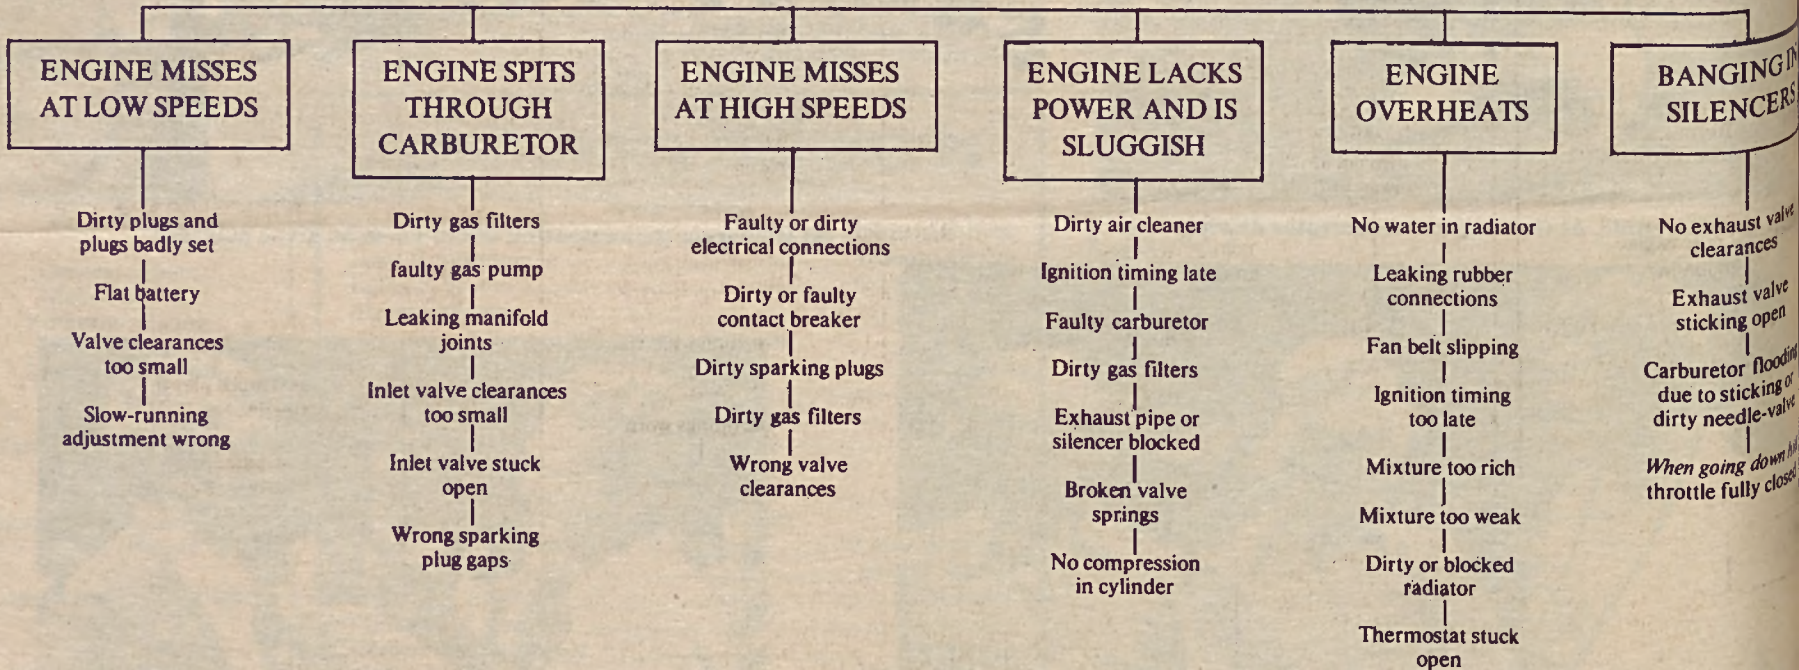 ENGINE MISSES
AT LOW SPEEDS
Dirty plugs and
plugs badly set
Flat battery
Valve clearances
too small
Slow-running
adjustment wrong
ENGINE SPITS
THROUGH
CARBURETOR
Dirty gas filters
faulty gas pump
Leaking manifold
joints
Inlet valve clearances
too small
Inlet valve stuck
open
Wrong sparking
plug gaps
ENGINE MISSES
AT HIGH SPEEDS
Faulty or dirty
electrical connections
Dirty or faulty
contact breaker
Dirty sparking plugs
Dirty gas filters
Wrong valve
clearances
ENGINE LACKS
POWER AND IS
SLUGGISH
Dirty air cleaner
Ignition timing late
Faulty carburetor
Dirty gas filters
Exhaust pipe or
silencer blocked
Broken valve
springs
No compression
in cylinder
ENGINE
OVERHEATS
No water in radiator
Leaking rubber
connections
Fan belt slipping
Ignition timing
too late
Mixture too rich
Mixture too weak
Dirty or blocked
radiator
Thermostat stuck
open
BANGING IN
SILENCERS
No exhaust valve
clearances
Exhaust valve
sticking open
Carburetor flooding
due to sticking or
dirty needle-valve
When going down
throttle fully closed